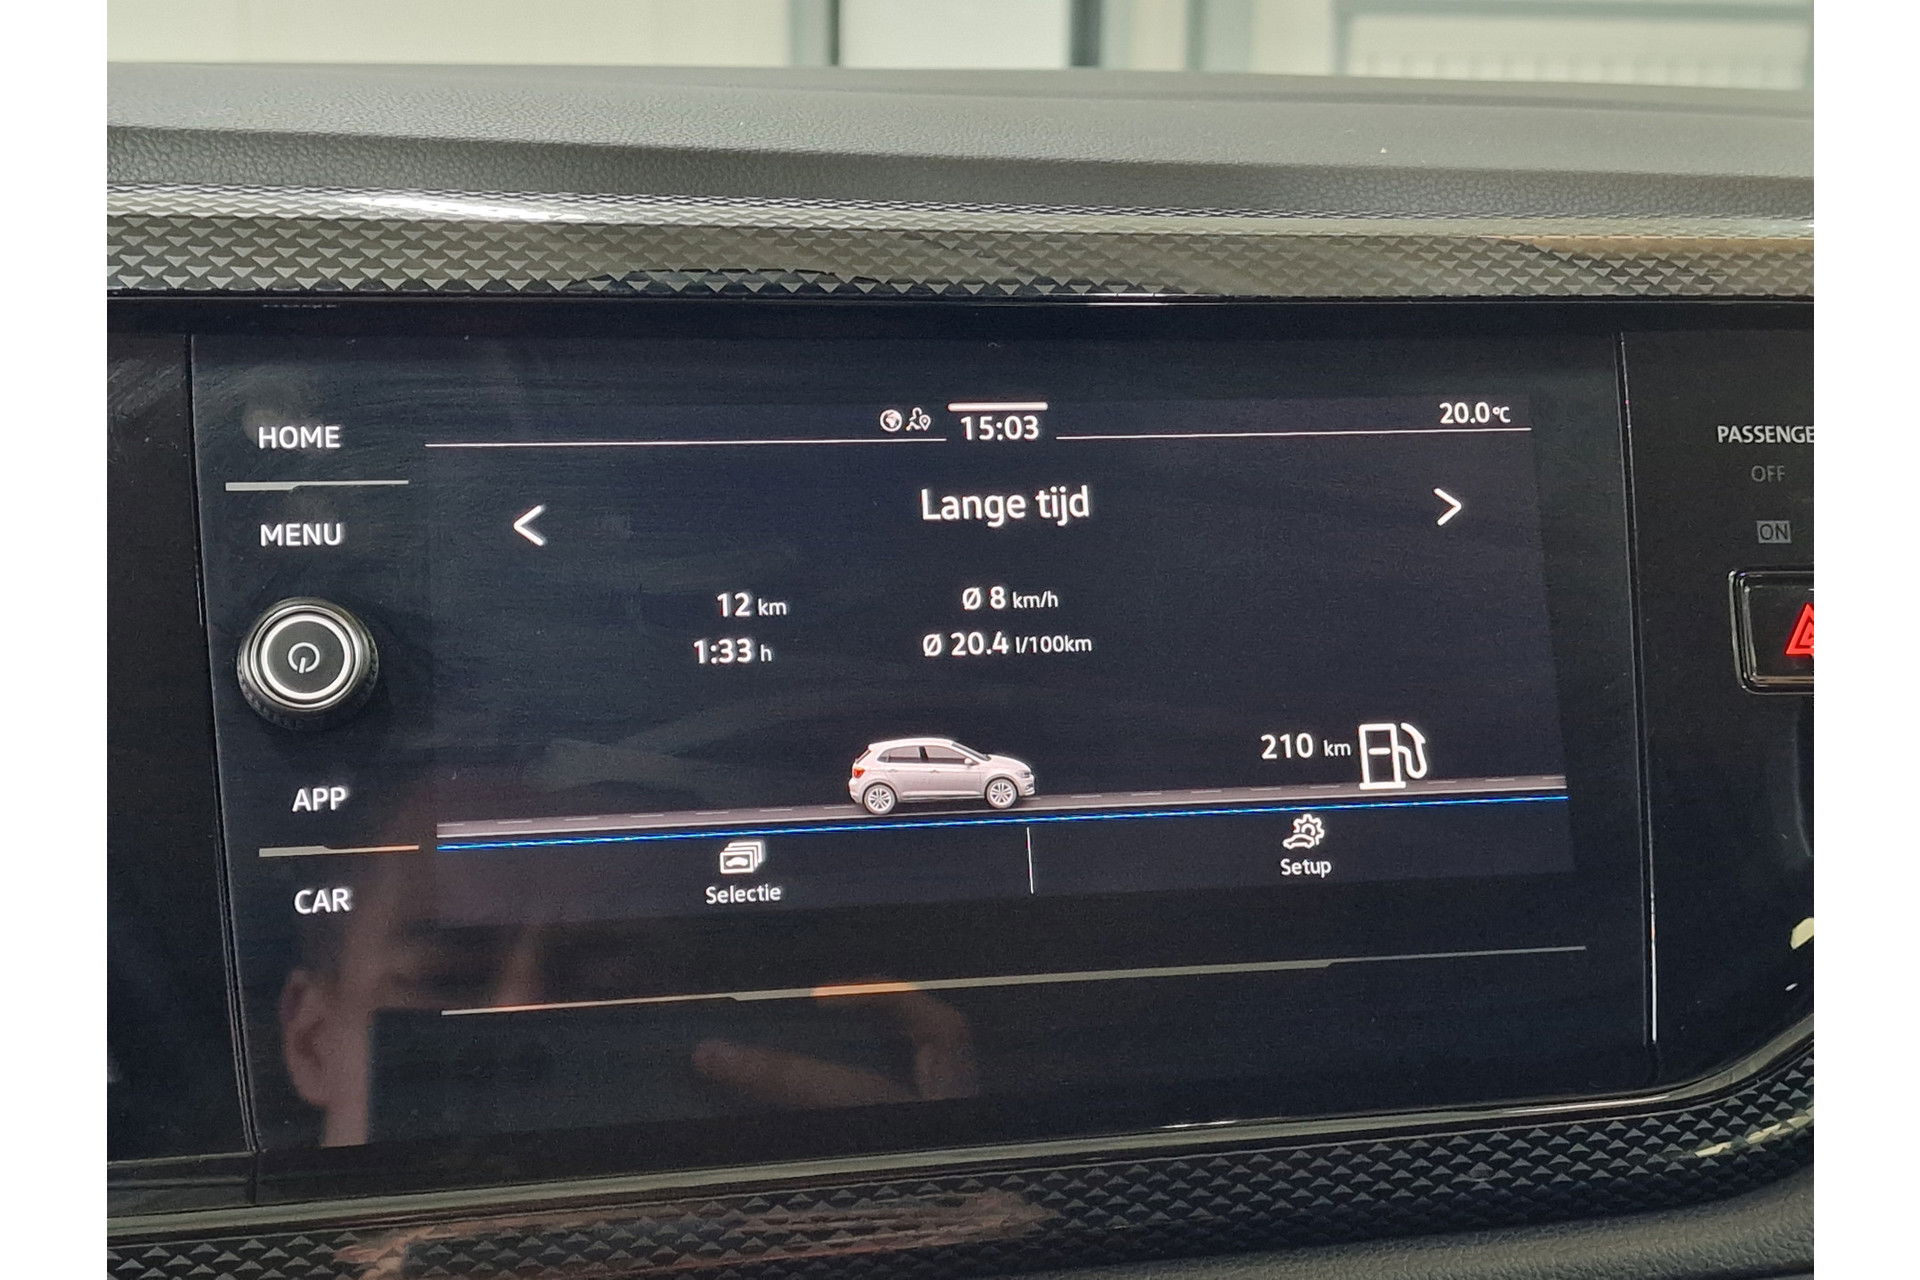 HOME
MENU
APP
CAR
15:03
20.0°C
Lange tijd
12 km
Ø 8 km/h
1:33 h
Ø 20.4 l/100km
210 km
Selectie
Setup
PASSENGE
OFF
ON